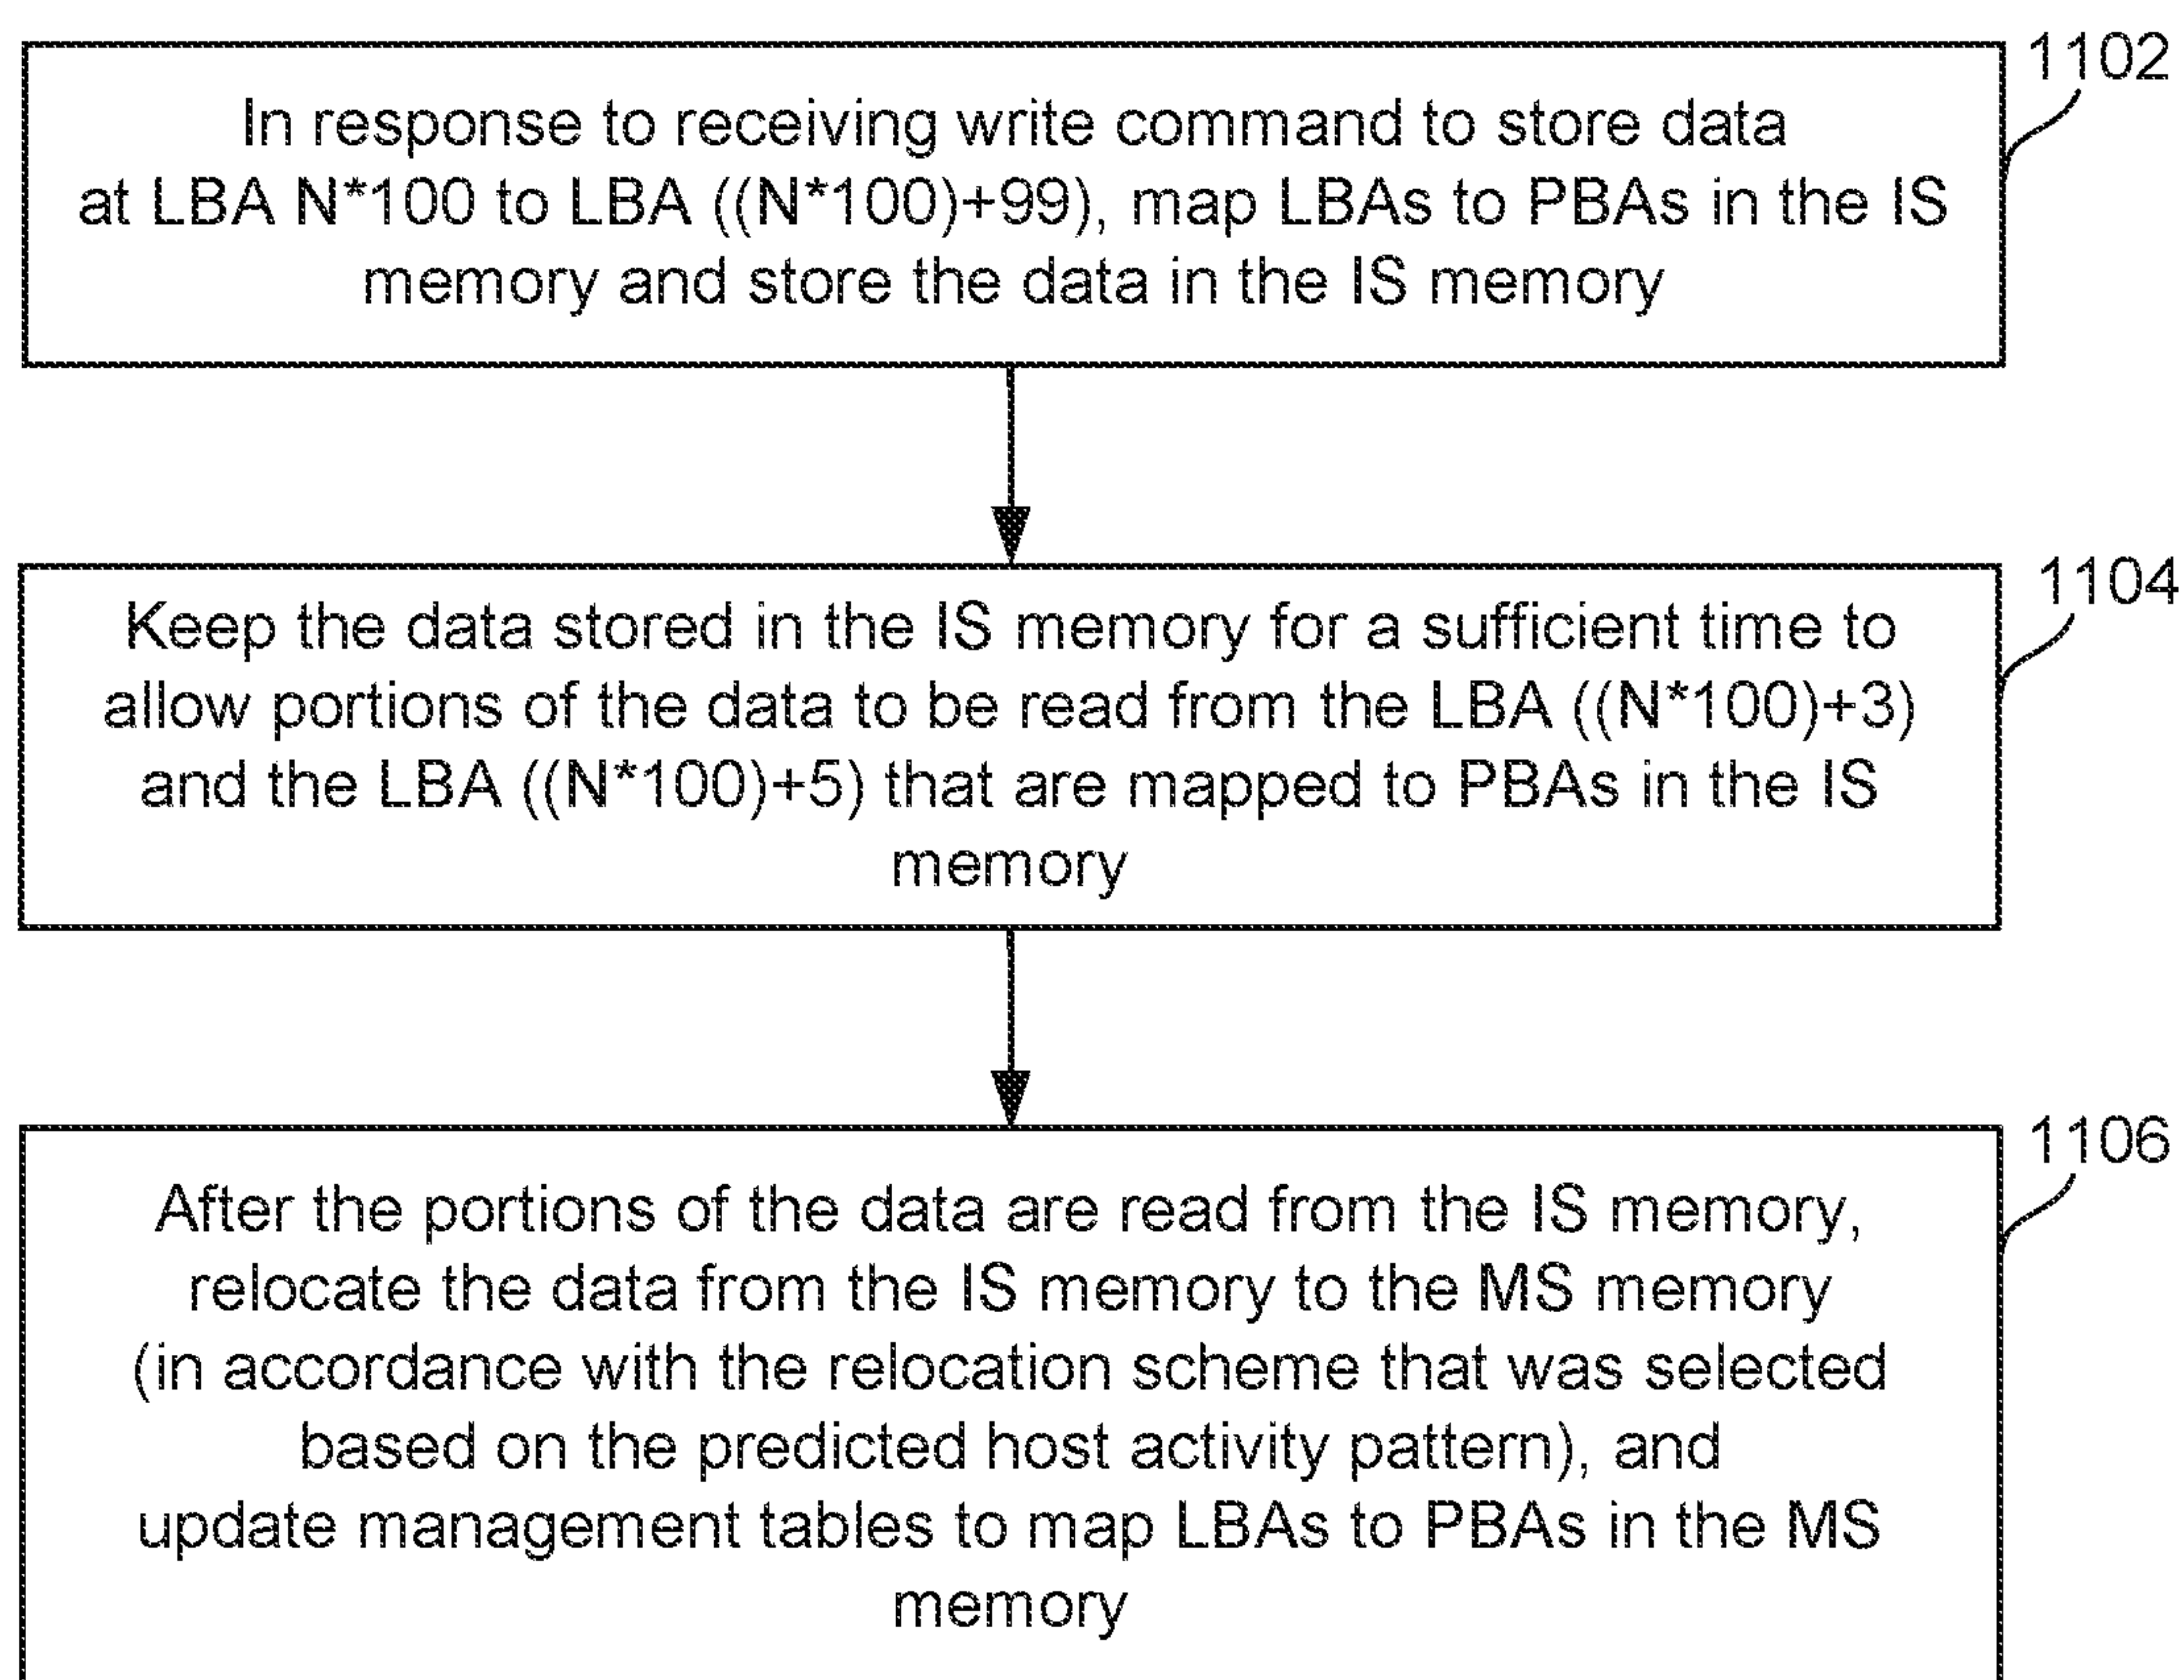 1102
In response to receiving write command to store data
at LBA N*100 to LBA ((N*100)+99), map LBAs to PBAs in the IS
memory and store the data in the IS memory
1104
Keep the data stored in the IS memory for a sufficient time to
allow portions of the data to be read from the LBA ((N*100)+3)
and the LBA ((N*100)+5) that are mapped to PBAs in the IS
memory
1106
After the portions of the data are read from the IS memory,
relocate the data from the IS memory to the MS memory
(in accordance with the relocation scheme that was selected
based on the predicted host activity pattern), and
update management tables to map LBAs to PBAs in the MS
memory